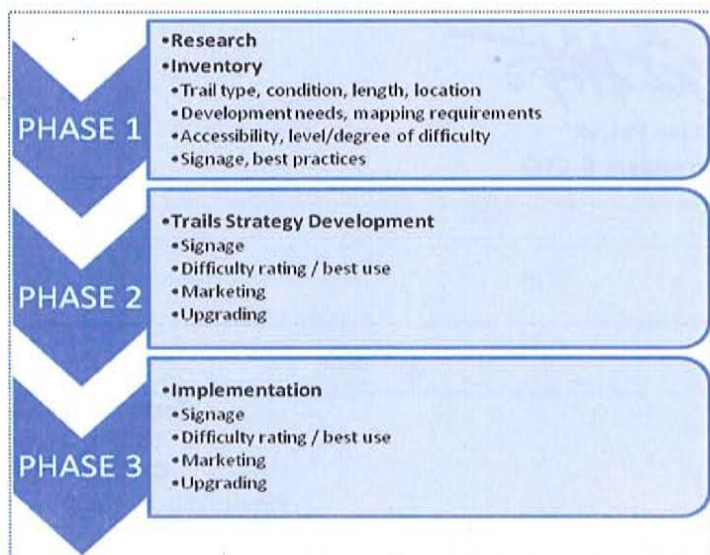 PHASE 1
•Research
•Inventory
•Trail type, condition, length, location
•Development needs, mapping requirements
•Accessibility, level/degree of difficulty
•Signage, best practices
PHASE 2
•Trails Strategy Development
•Signage
•Difficulty rating / best use
•Marketing
•Upgrading
PHASE 3
•Implementation
•Signage
•Difficulty rating / best use
•Marketing
•Upgrading